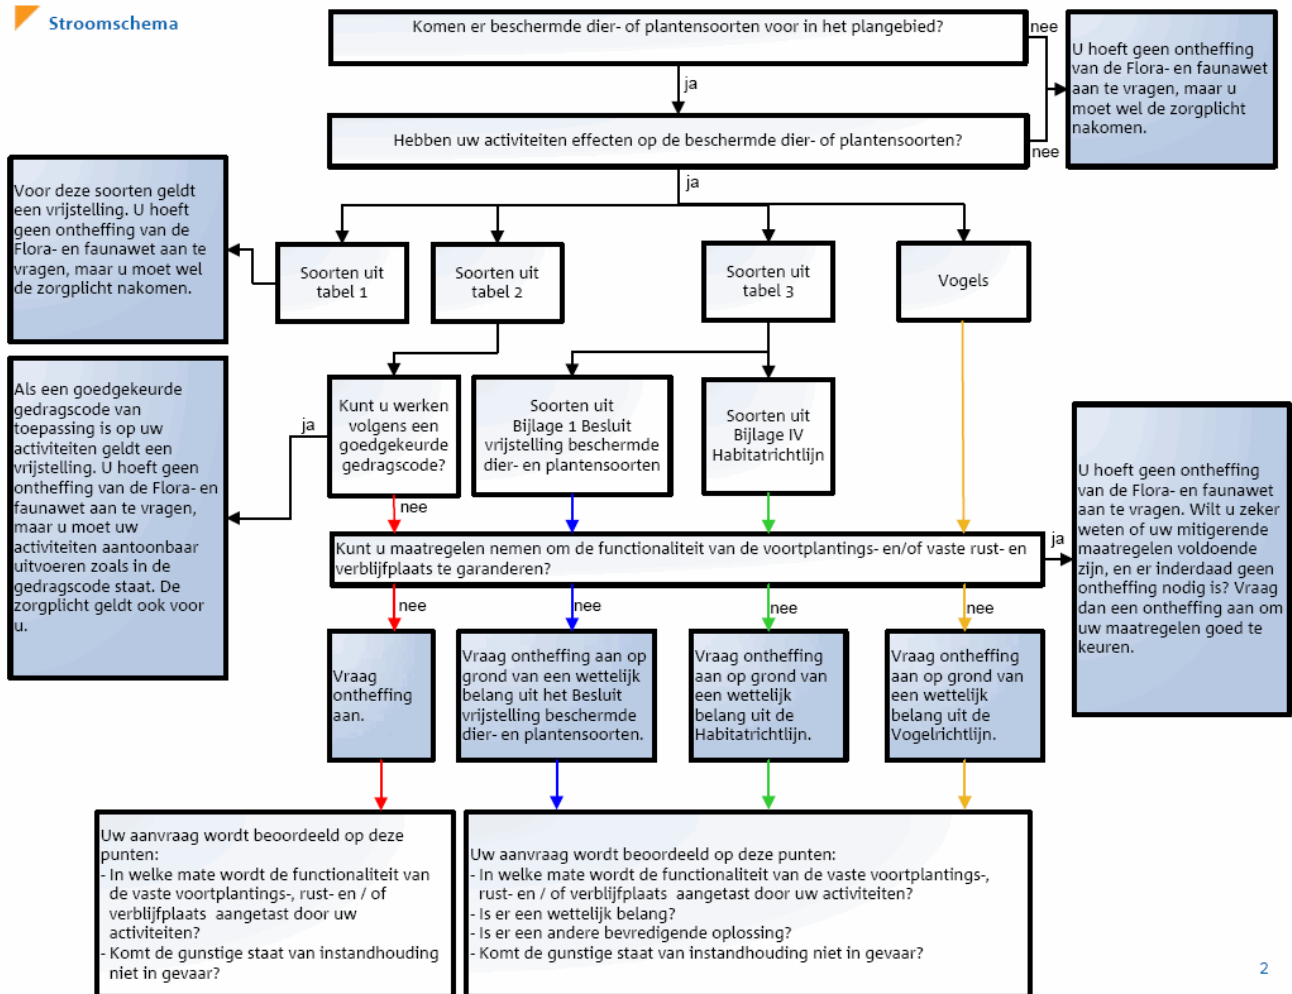 Stroomschema
Komen er beschermde dier- of plantensoorten voor in het plangebied?
nee
U hoeft geen ontheffing
van de Flora- en faunawet
aan te vragen, maar u
moet wel de zorgplicht
nakomen.
ja
Hebben uw activiteiten effecten op de beschermde dier- of plantensoorten?
nee
ja
Voor deze soorten geldt
een vrijstelling. U hoeft
geen ontheffing van de
Flora- en faunawet aan te
vragen, maar u moet wel
de zorgplicht nakomen.
Soorten uit
tabel 1
Soorten uit
tabel 2
Soorten uit
tabel 3
Vogels
Als een goedgekeurde
gedragscode van
toepassing is op uw
activiteiten geldt een
vrijstelling. U hoeft geen
ontheffing van de Flora- en
faunawet aan te vragen,
maar u moet uw
activiteiten aantoonbaar
uitvoeren zoals in de
gedragscode staat. De
zorgplicht geldt ook voor
u.
ja
Kunt u werken
volgens een
goedgekeurde
gedragscode?
Soorten uit
Bijlage 1 Besluit
vrijstelling beschermde
dier- en plantensoorten
Soorten uit
Bijlage IV
Habitatrichtlijn
nee
Kunt u maatregelen nemen om de functionaliteit van de voortplantings- en/of vaste rust- en
verblijfplaats te garanderen?
ja
U hoeft geen ontheffing
van de Flora- en faunawet
aan te vragen. Wilt u zeker
weten of uw mitigerende
maatregelen voldoende
zijn, en er inderdaad geen
ontheffing nodig is? Vraag
dan een ontheffing aan om
uw maatregelen goed te
keuren.
nee
nee
nee
nee
Vraag
ontheffing
aan.
Vraag ontheffing aan op
grond van een wettelijk
belang uit het Besluit
vrijstelling beschermde
dier- en plantensoorten.
Vraag ontheffing
aan op grond van
een wettelijk
belang uit de
Habitatrichtlijn.
Vraag ontheffing
aan op grond van
een wettelijk
belang uit de
Vogelrichtlijn.
Uw aanvraag wordt beoordeeld op deze
punten:
- In welke mate wordt de functionaliteit van
de vaste voortplantings-, rust- en / of
verblijfplaats aangetast door uw
activiteiten?
- Komt de gunstige staat van instandhouding
niet in gevaar?
Uw aanvraag wordt beoordeeld op deze punten:
- In welke mate wordt de functionaliteit van de vaste voortplantings-,
rust- en / of verblijfplaats aangetast door uw activiteiten?
- Is er een wettelijk belang?
- Is er een andere bevredigende oplossing?
- Komt de gunstige staat van instandhouding niet in gevaar?
2